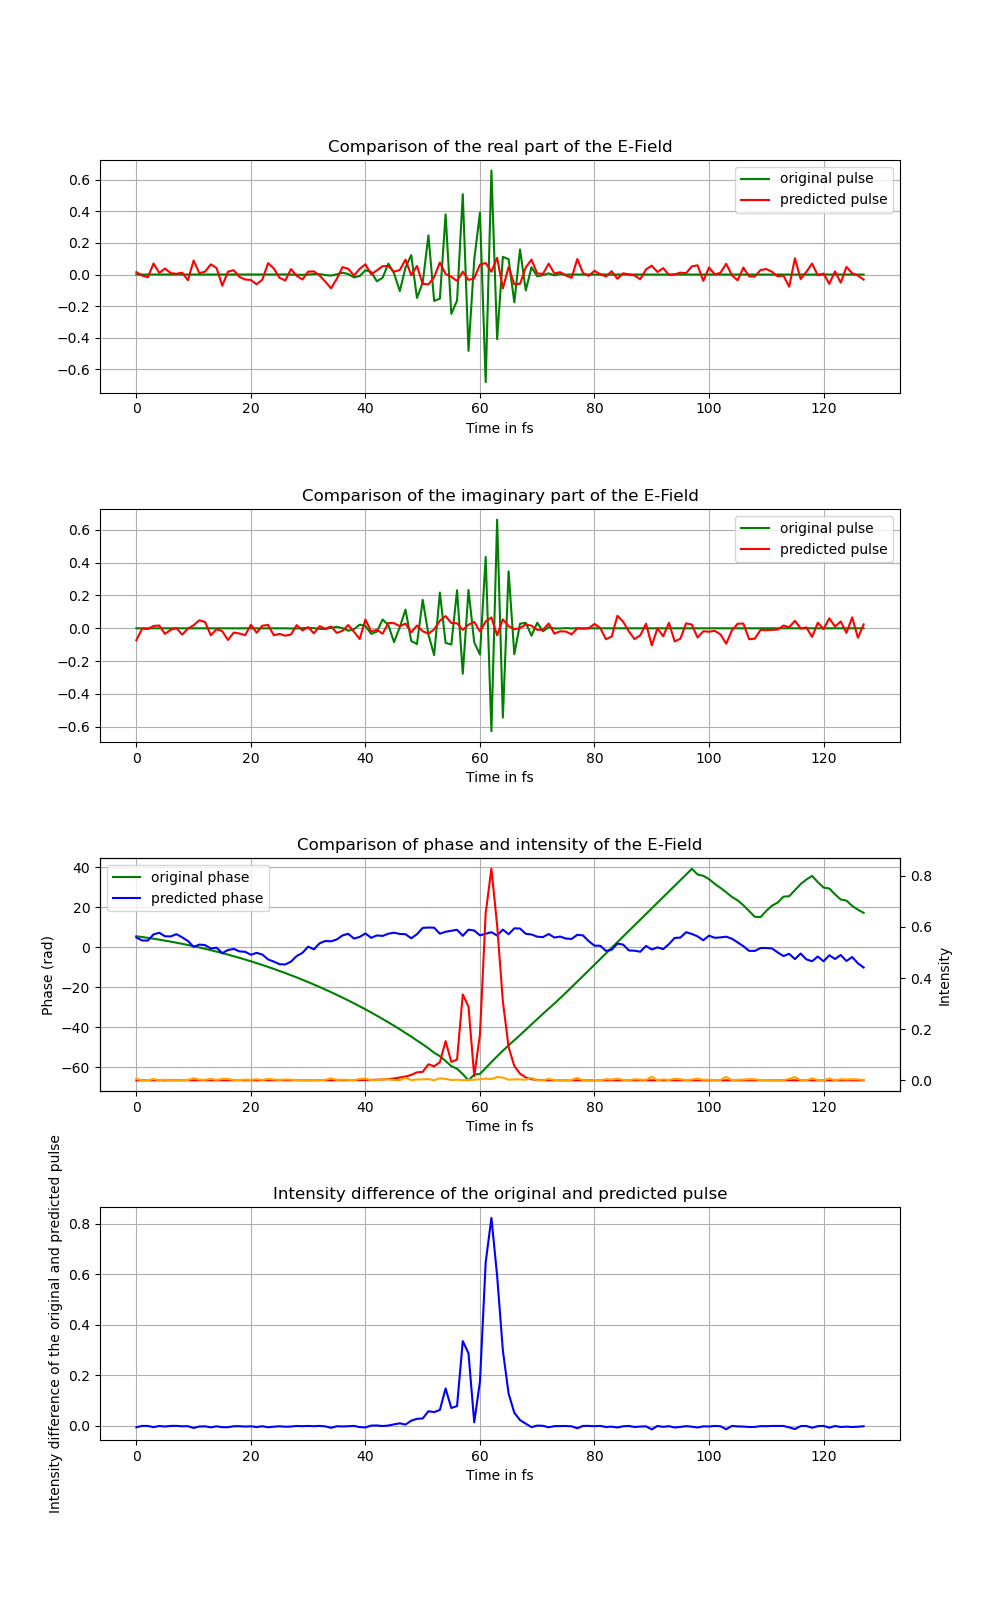 Comparison of the real part of the E-Field
original pulse
predicted pulse
0.6
0.4
0.2
0.0
−0.2
−0.4
−0.6
0 20 40 60 80 100 120
Time in fs
Comparison of the imaginary part of the E-Field
original pulse
predicted pulse
0.6
0.4
0.2
0.0
−0.2
−0.4
−0.6
0 20 40 60 80 100 120
Time in fs
Comparison of phase and intensity of the E-Field
original phase
predicted phase
Phase (rad)
40
20
0
−20
−40
−60
0.8
0.6
0.4
0.2
0.0
Intensity
0 20 40 60 80 100 120
Time in fs
Intensity difference of the original and predicted pulse
Intensity difference of the original and predicted pulse
0.8
0.6
0.4
0.2
0.0
0 20 40 60 80 100 120
Time in fs